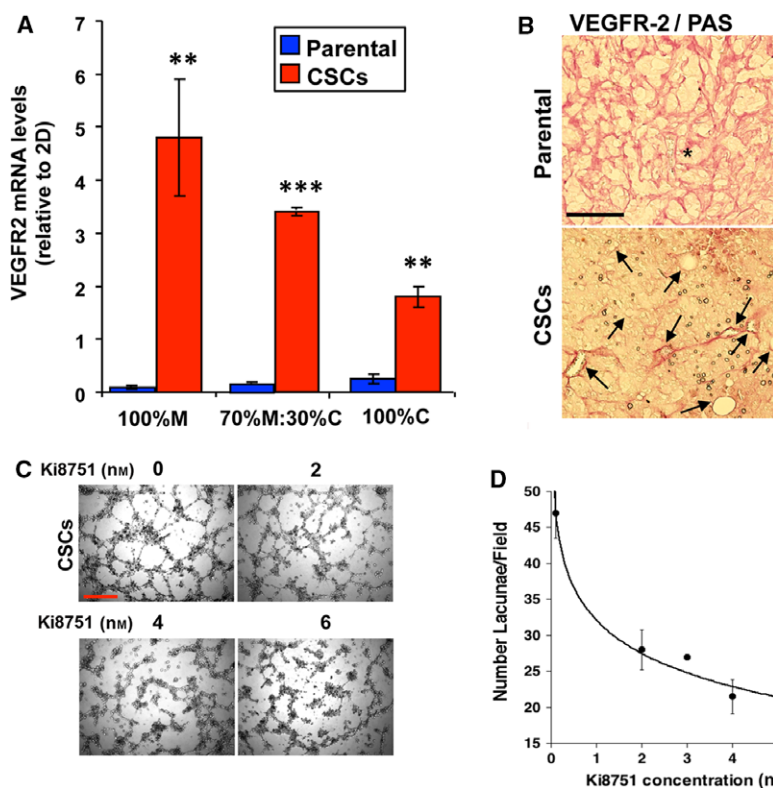 A
VEGFR2 mRNA levels
(relative to 2D)
7
6
5
4
3
2
1
0
**
***
**
Parental
CSCs
100%M
70%M:30%C
100%C
B
VEGFR-2 / PAS
Parental
*
CSCs
C
Ki8751 (nM)
0
2
CSCs
Ki8751 (nM)
4
6
D
Number Lacunae/Field
50
45
40
35
30
25
20
15
0
1
2
3
4
Ki8751 concentration (n